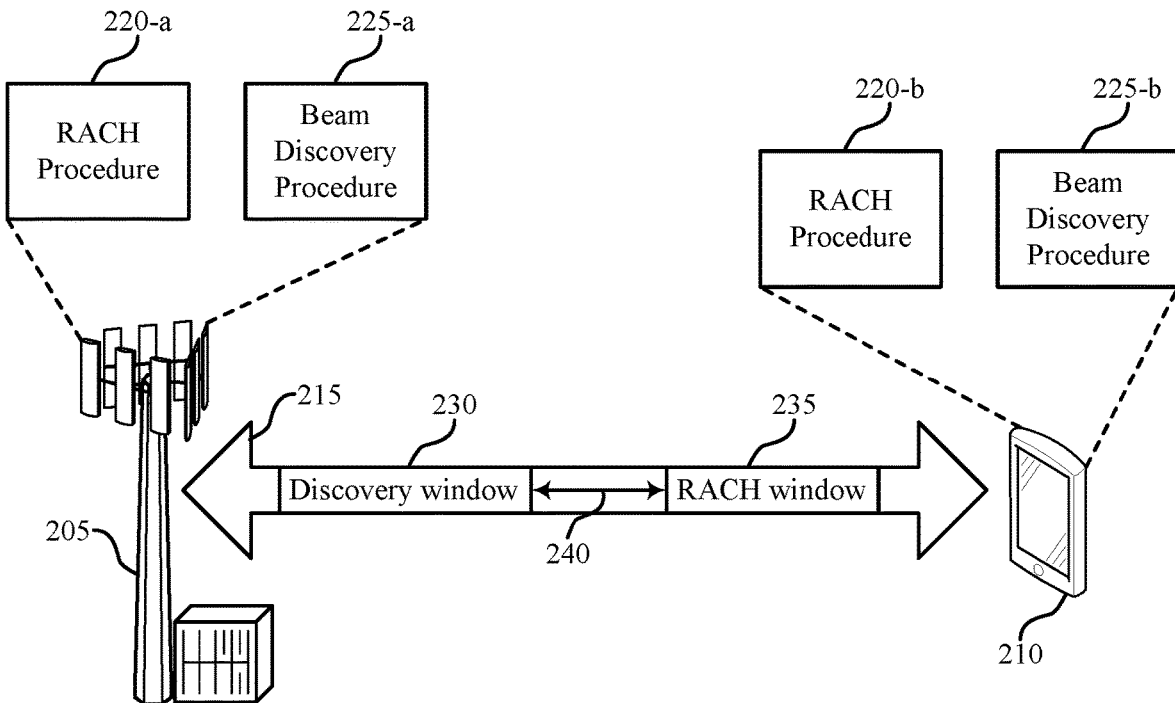 220-a
225-a
RACH
Procedure
Beam
Discovery
Procedure
220-b
225-b
RACH
Procedure
Beam
Discovery
Procedure
215
230
235
Discovery window
RACH window
240
205
210